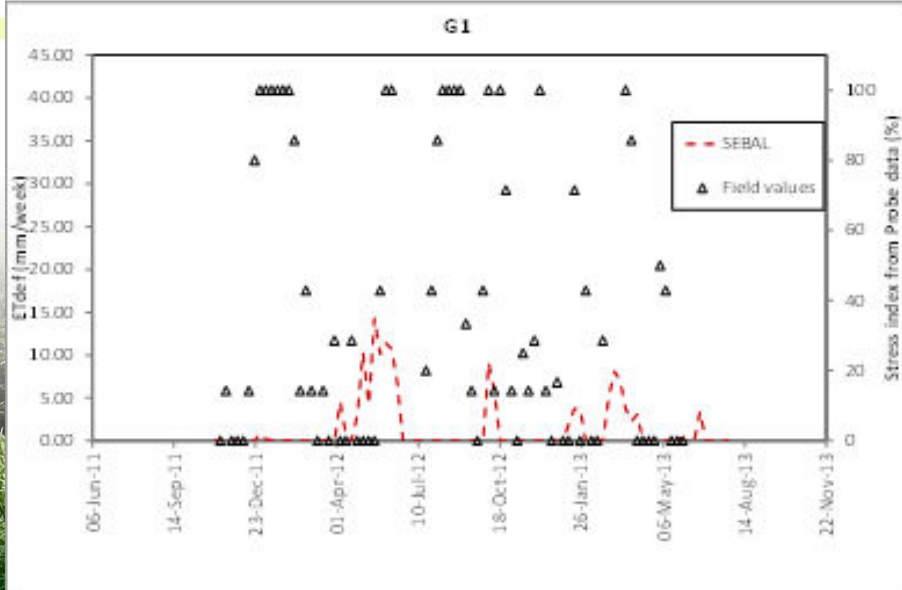 G1
45.00
40.00
35.00
30.00
25.00
20.00
15.00
10.00
5.00
0.00
ETdef (mm/week)
100
80
60
40
20
0
Stress index from Probe data (%)
SEBAL
Field values
06-Jun-11
14-Sep-11
23-Dec-11
01-Apr-12
10-Jul-12
18-Oct-12
26-Jan-13
06-May-13
14-Aug-13
22-Nov-13